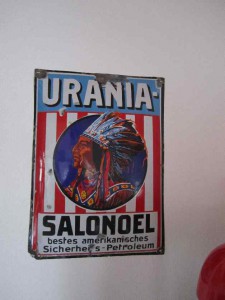 URANIA-
SALONOEL
bestes amerikanisches
Sicherheits-Petroleum